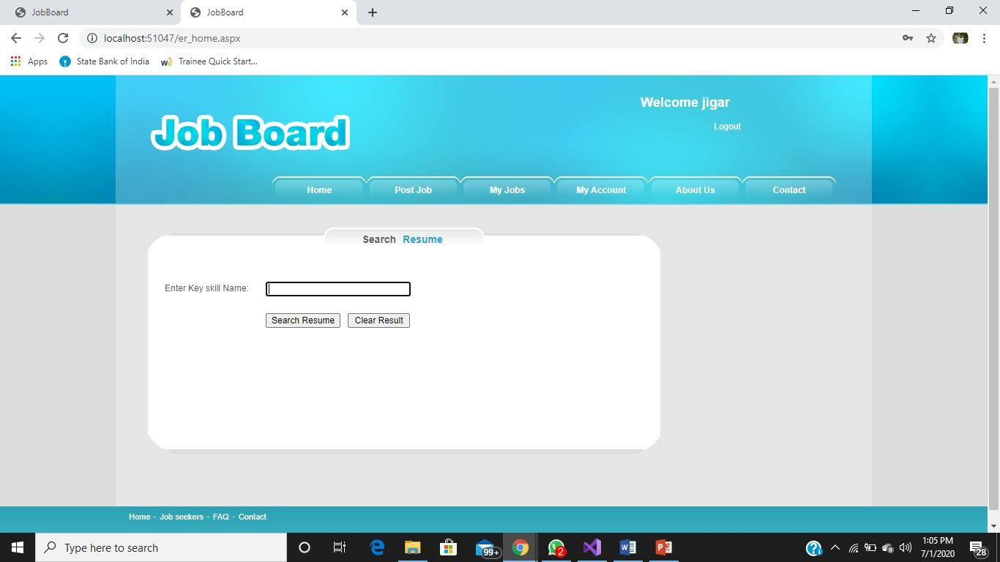 JobBoard
JobBoard
localhost:51047/er_home.aspx
Apps State Bank of India Trainee Quick Start...
Welcome jigar
Logout
Job Board
Home Post Job My Jobs My Account About Us Contact
Search Resume
Enter Key skill Name:
Search Resume Clear Result
Home - Job seekers - FAQ - Contact
Type here to search
99+
2
1:05 PM
7/1/2020
28